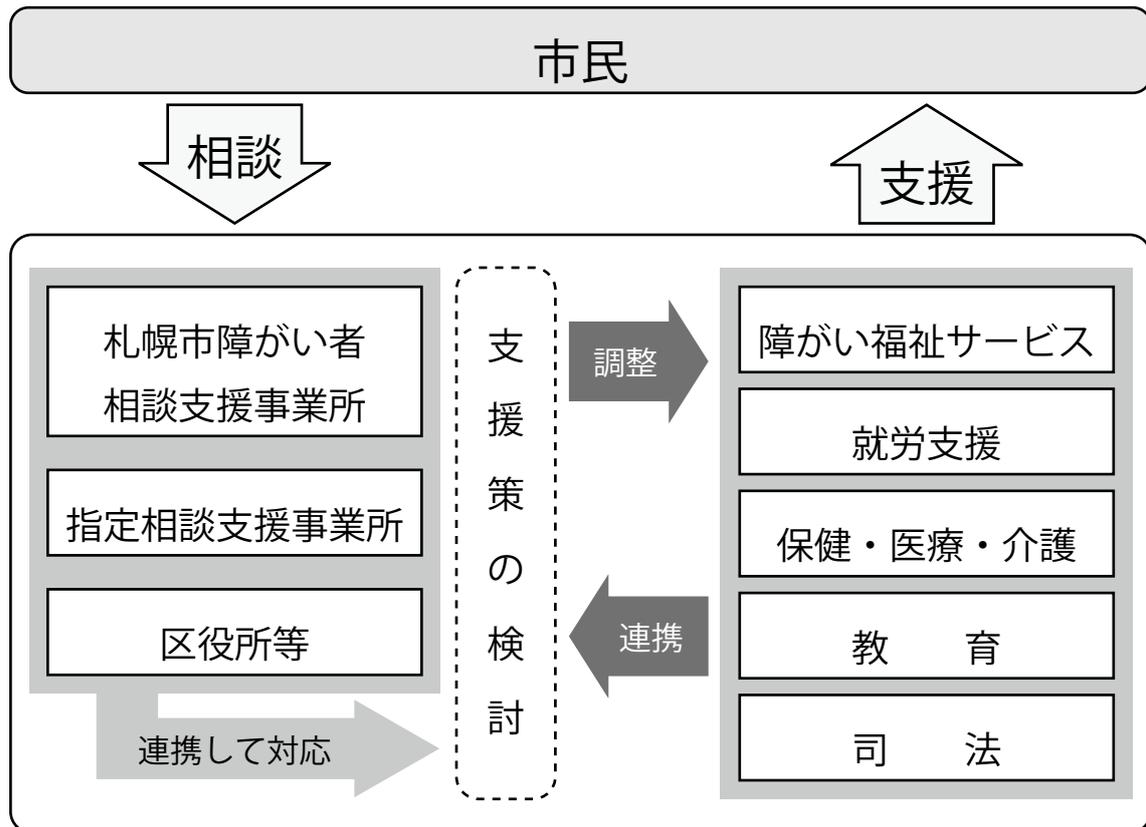 市民
相談
支援
札幌市障がい者
相談支援事業所
指定相談支援事業所
区役所等
連携して対応
支援策の検討
調整
連携
障がい福祉サービス
就労支援
保健・医療・介護
教　育
司　法